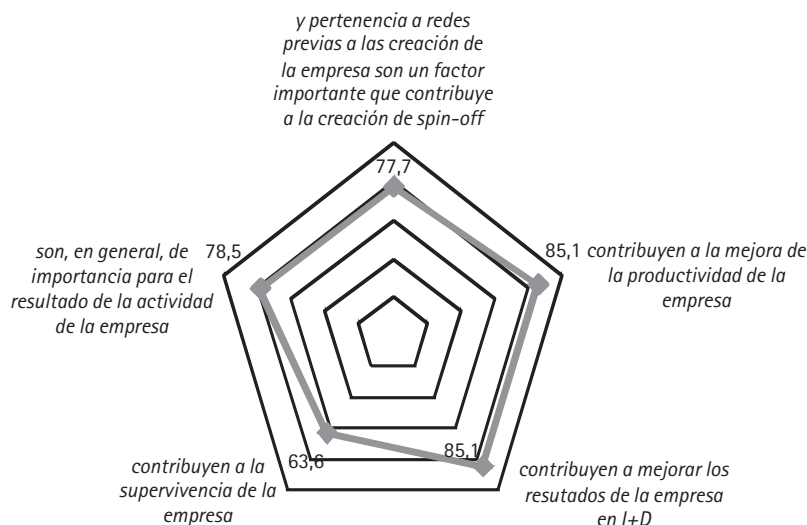 y pertenencia a redes
previas a las creación de
la empresa son un factor
importante que contribuye
a la creación de spin-off
77,7
85,1
contribuyen a la mejora de
la productividad de la
empresa
78,5
son, en general, de
importancia para el
resultado de la actividad
de la empresa
63,6
contribuyen a la
supervivencia de la
empresa
85,1
contribuyen a mejorar los
resutados de la empresa
en I+D